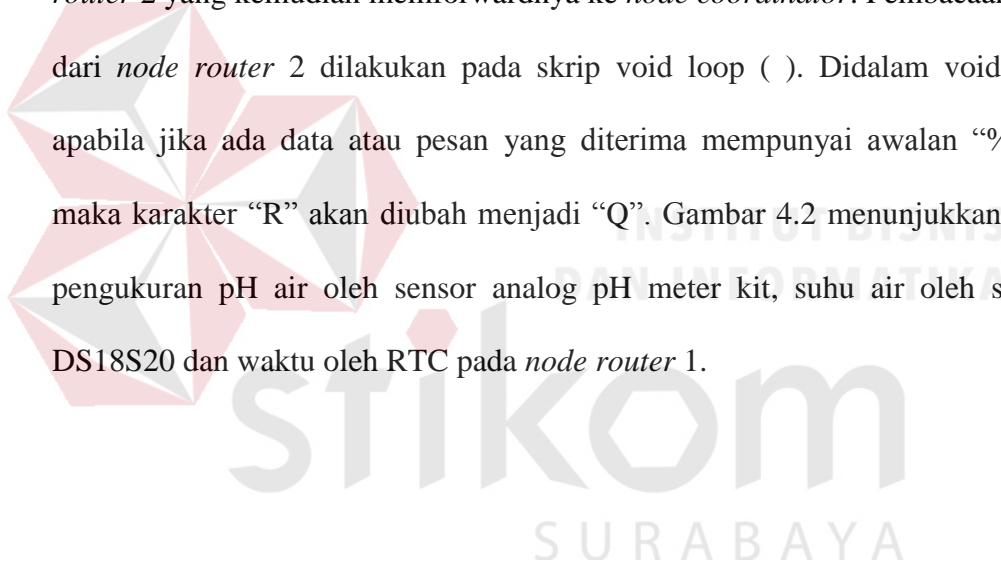 router 2 yang kemudian memforwardnya ke node coordinator. Pembacaan
dari node router 2 dilakukan pada skrip void loop ( ). Didalam void
apabila jika ada data atau pesan yang diterima mempunyai awalan “%
maka karakter “R” akan diubah menjadi “Q”. Gambar 4.2 menunjukkan
pengukuran pH air oleh sensor analog pH meter kit, suhu air oleh s
DS18S20 dan waktu oleh RTC pada node router 1.
INSTITUT BISNIS
DAN INFORMATIKA
stikom
SURABAYA